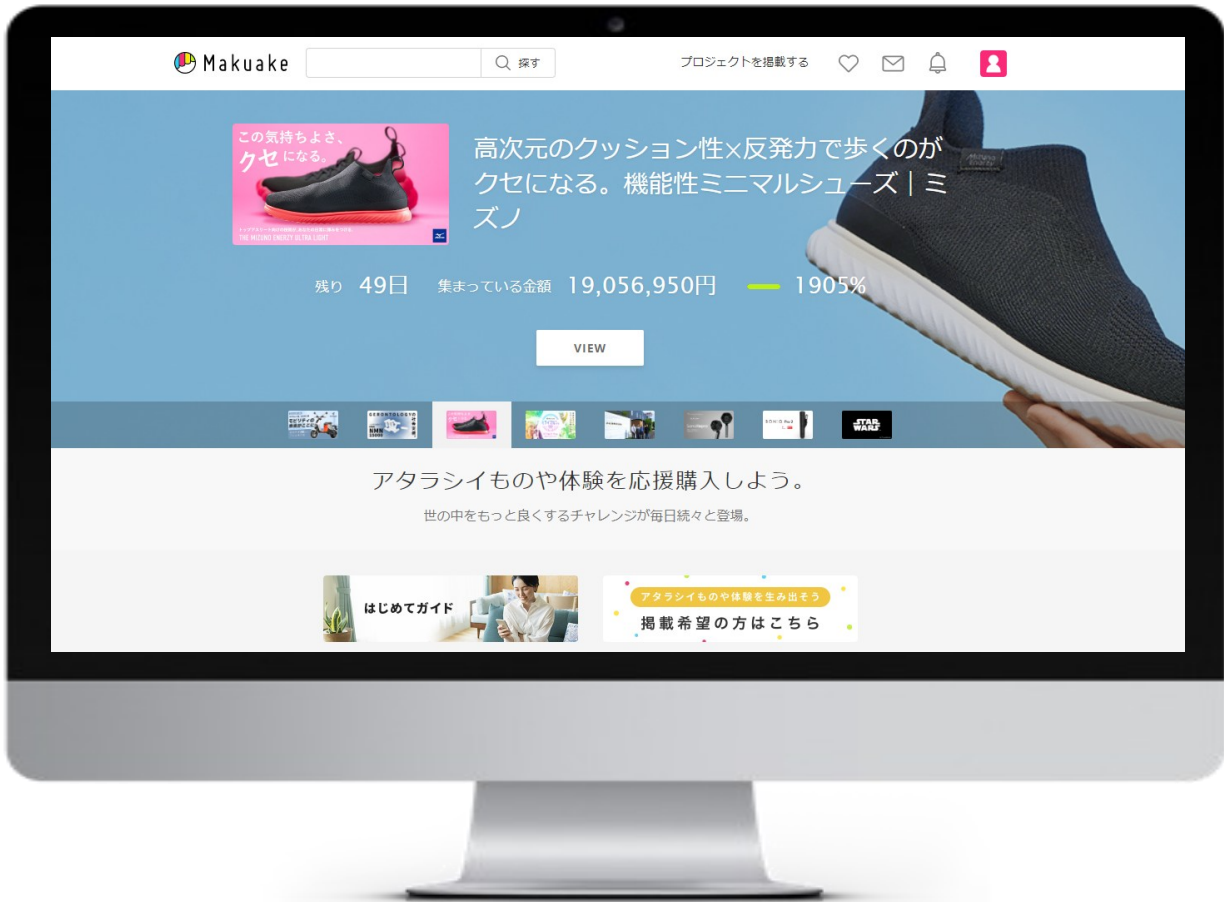 Makuake
探す
プロジェクトを掲載する
この気持ちよさ、
クセになる。
THE MIZUNO ENERZY ULTRA LIGHT
高次元のクッション性×反発力で歩くのが
クセになる。機能性ミニマルシューズ｜ミ
ズノ
残り 49日 集まっている金額 19,056,950円 1905%
VIEW
STAR
WARS
アタラシイものや体験を応援購入しよう。
世の中をもっと良くするチャレンジが毎日続々と登場。
はじめてガイド
アタラシイものや体験を生み出そう
掲載希望の方はこちら